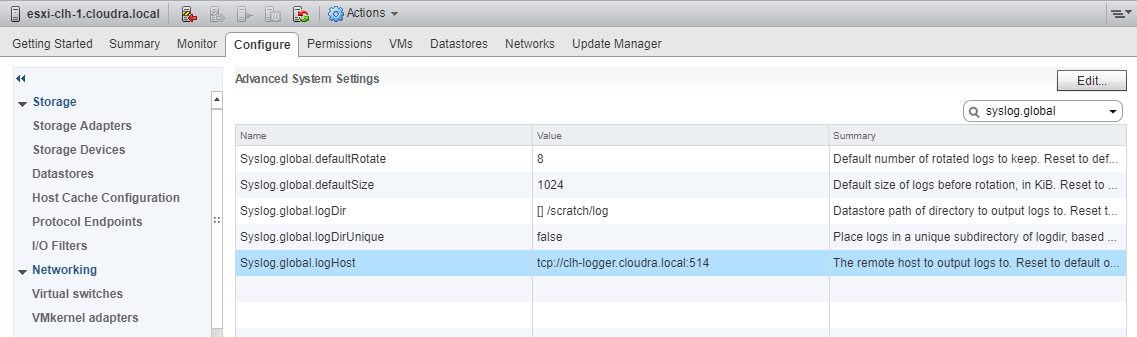 esxi-clh-1.cloudra.local Actions
Getting Started Summary Monitor Configure Permissions VMs Datastores Networks Update Manager
Advanced System Settings
Edit...
syslog.global
Storage
Storage Adapters
Storage Devices
Datastores
Host Cache Configuration
Protocol Endpoints
I/O Filters
Networking
Virtual switches
VMkernel adapters
Name Value Summary
Syslog.global.defaultRotate 8 Default number of rotated logs to keep. Reset to def...
Syslog.global.defaultSize 1024 Default size of logs before rotation, in KiB. Reset to ...
Syslog.global.logDir [] /scratch/log Datastore path of directory to output logs to. Reset t...
Syslog.global.logDirUnique false Place logs in a unique subdirectory of logdir, based ...
Syslog.global.logHost tcp://clh-logger.cloudra.local:514 The remote host to output logs to. Reset to default o...